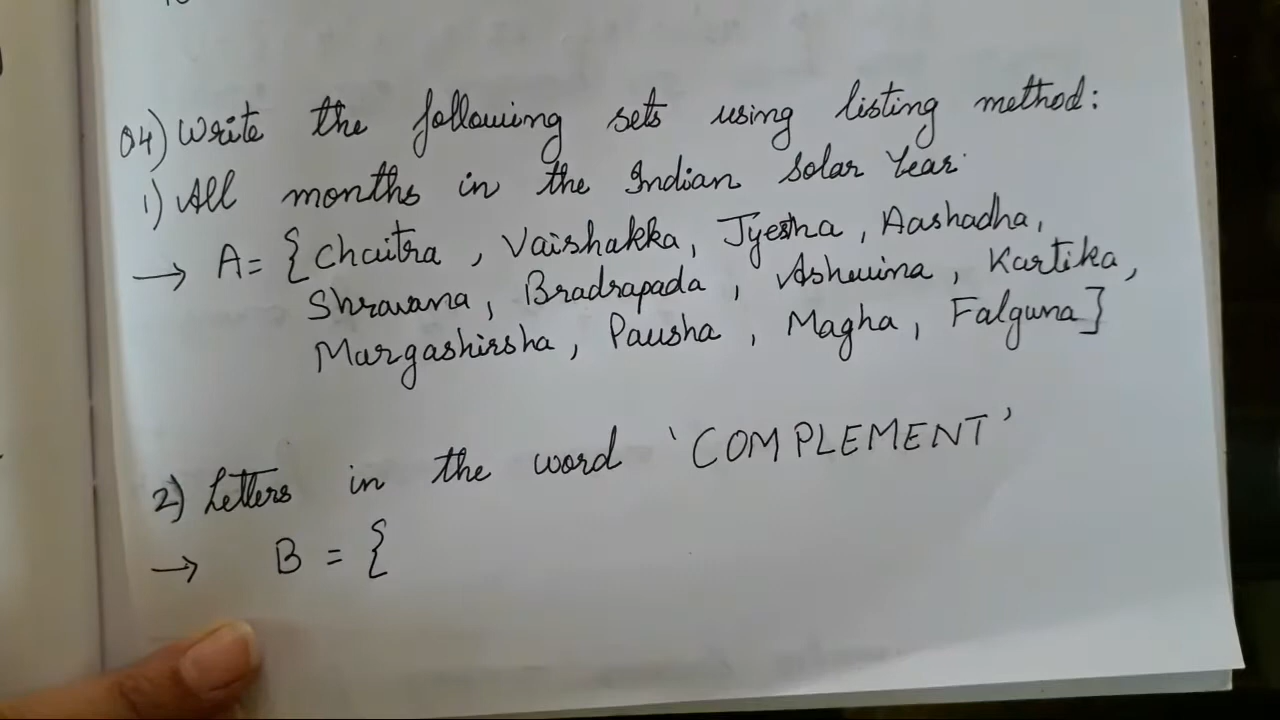 Q4) Write the following sets using listing method:
1) All months in the Indian Solar Year.
→ A = { Chaitra , Vaishakka, Jyestha , Aashadha,
Shravana, Bradrapada , Ashwina , Kartika,
Margashirsha, Pausha , Magha, Falguna}
2) Letters in the word 'COMPLEMENT'
→ B = {